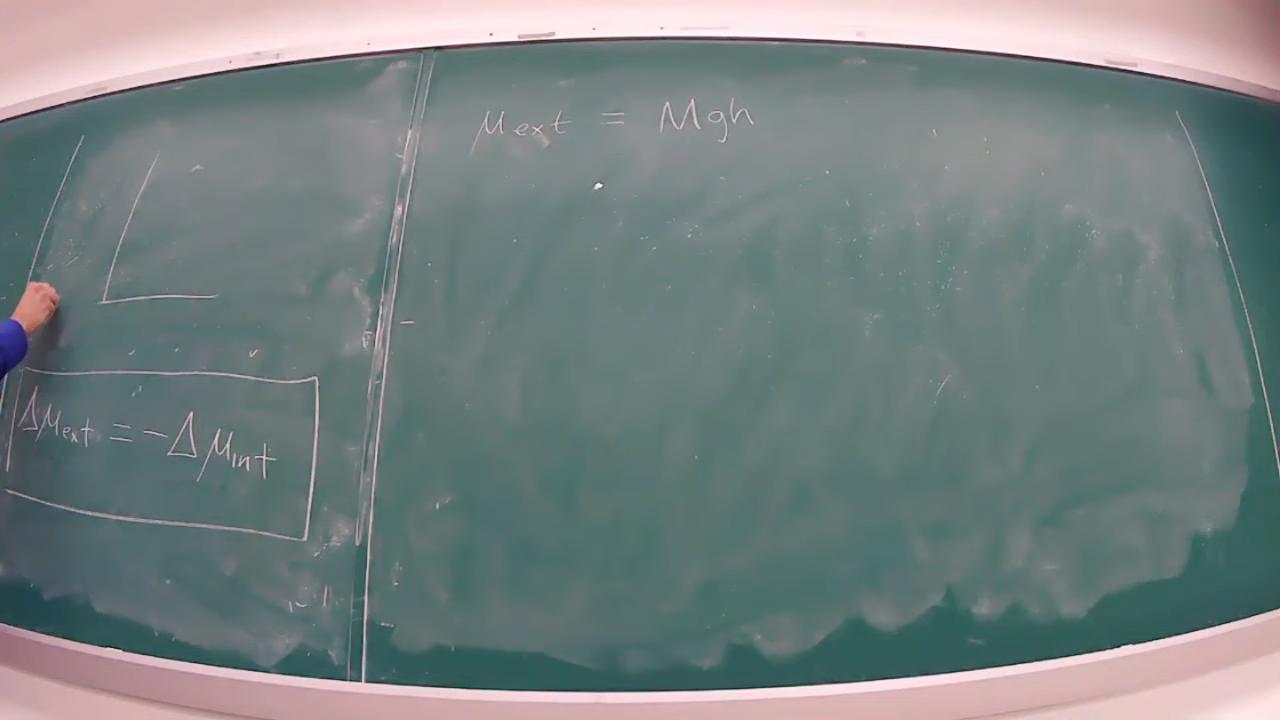 μext = Mgh
Δμext = -Δμint